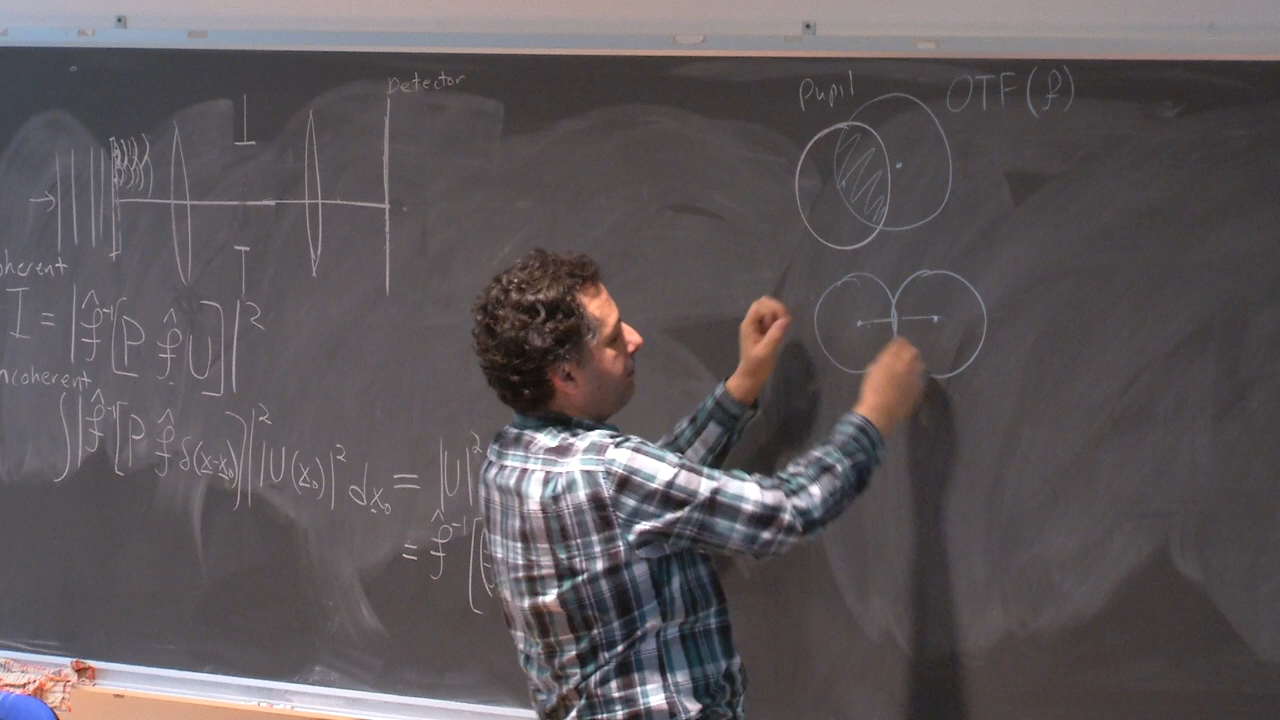 Detector
Pupil OTF(f)
oherent
I = |f̂⁻¹[P f̂ U]|²
ncoherent
∫|f̂⁻¹[P f̂ δ(x-x₀)]|² |U(x₀)|² dx₀ = |U|²
= f̂⁻¹[(